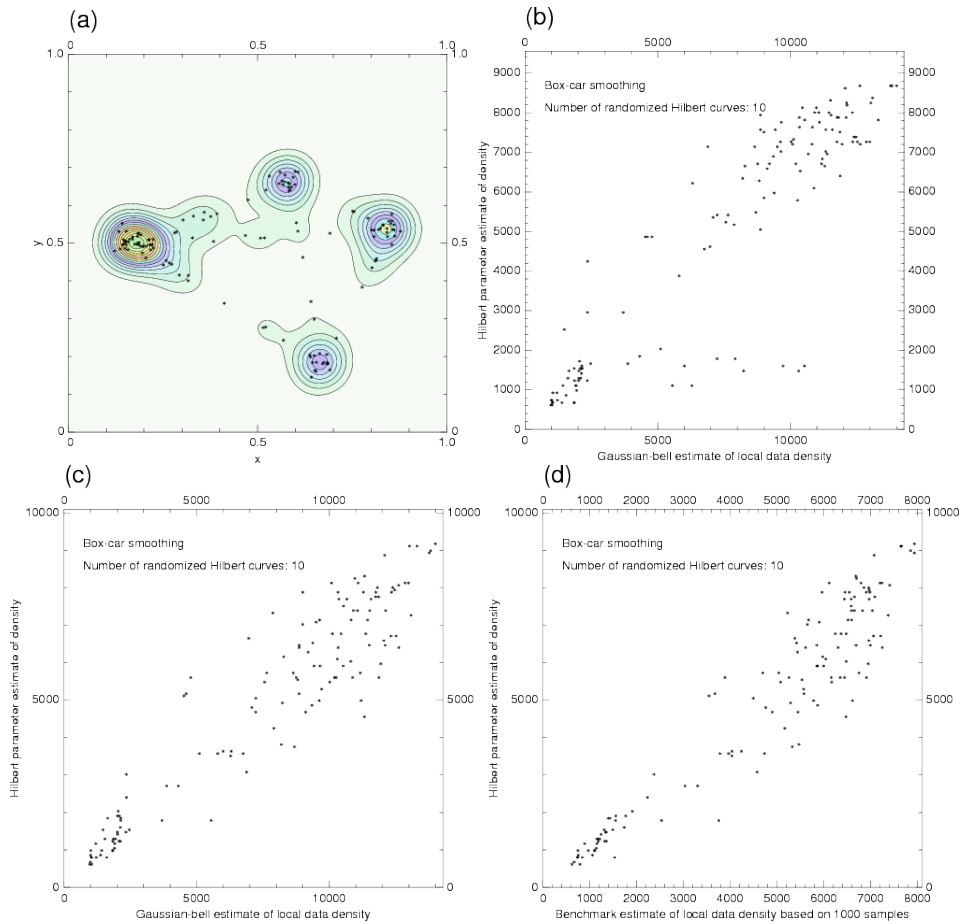 (a)
0 0.5 1.0
1.0 1.0
y 0.5 0.5
0 0
0 0.5 1.0
x
(b)
5000 10000
9000 9000
Box-car smoothing
8000 8000
Number of randomized Hilbert curves: 10
7000 7000
6000 6000
5000 5000
4000 4000
3000 3000
2000 2000
1000 1000
Hilbert parameter estimate of density
5000 10000
Gaussian-bell estimate of local data density
(c)
0 5000 10000
10000 10000
Box-car smoothing
Number of randomized Hilbert curves: 10
Hilbert parameter estimate of density
5000 5000
0 0
0 5000 10000
Gaussian-bell estimate of local data density
(d)
0 1000 2000 3000 4000 5000 6000 7000 8000
10000 10000
Box-car smoothing
Number of randomized Hilbert curves: 10
Hilbert parameter estimate of density
5000 5000
0 0
0 1000 2000 3000 4000 5000 6000 7000 8000
Benchmark estimate of local data density based on 1000 samples